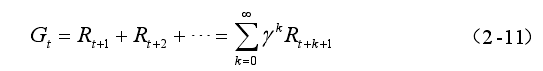 G_t = R_{t+1} + R_{t+2} + ··· = ∑_{k=0}^{∞} γ^k R_{t+k+1} （2-11）